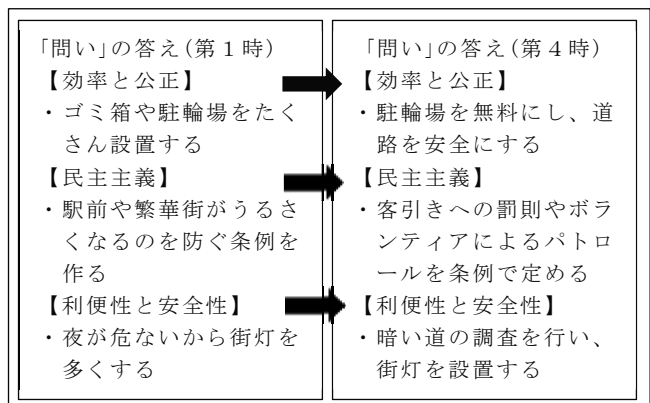 「問い」の答え(第1時)
【効率と公正】
・ゴミ箱や駐輪場をたく
さん設置する
【民主主義】
・駅前や繁華街がうるさ
くなるのを防ぐ条例を
作る
【利便性と安全性】
・夜が危ないから街灯を
多くする
「問い」の答え(第4時)
【効率と公正】
・駐輪場を無料にし、道
路を安全にする
【民主主義】
・客引きへの罰則やボラ
ンティアによるパトロ
ールを条例で定める
【利便性と安全性】
・暗い道の調査を行い、
街灯を設置する